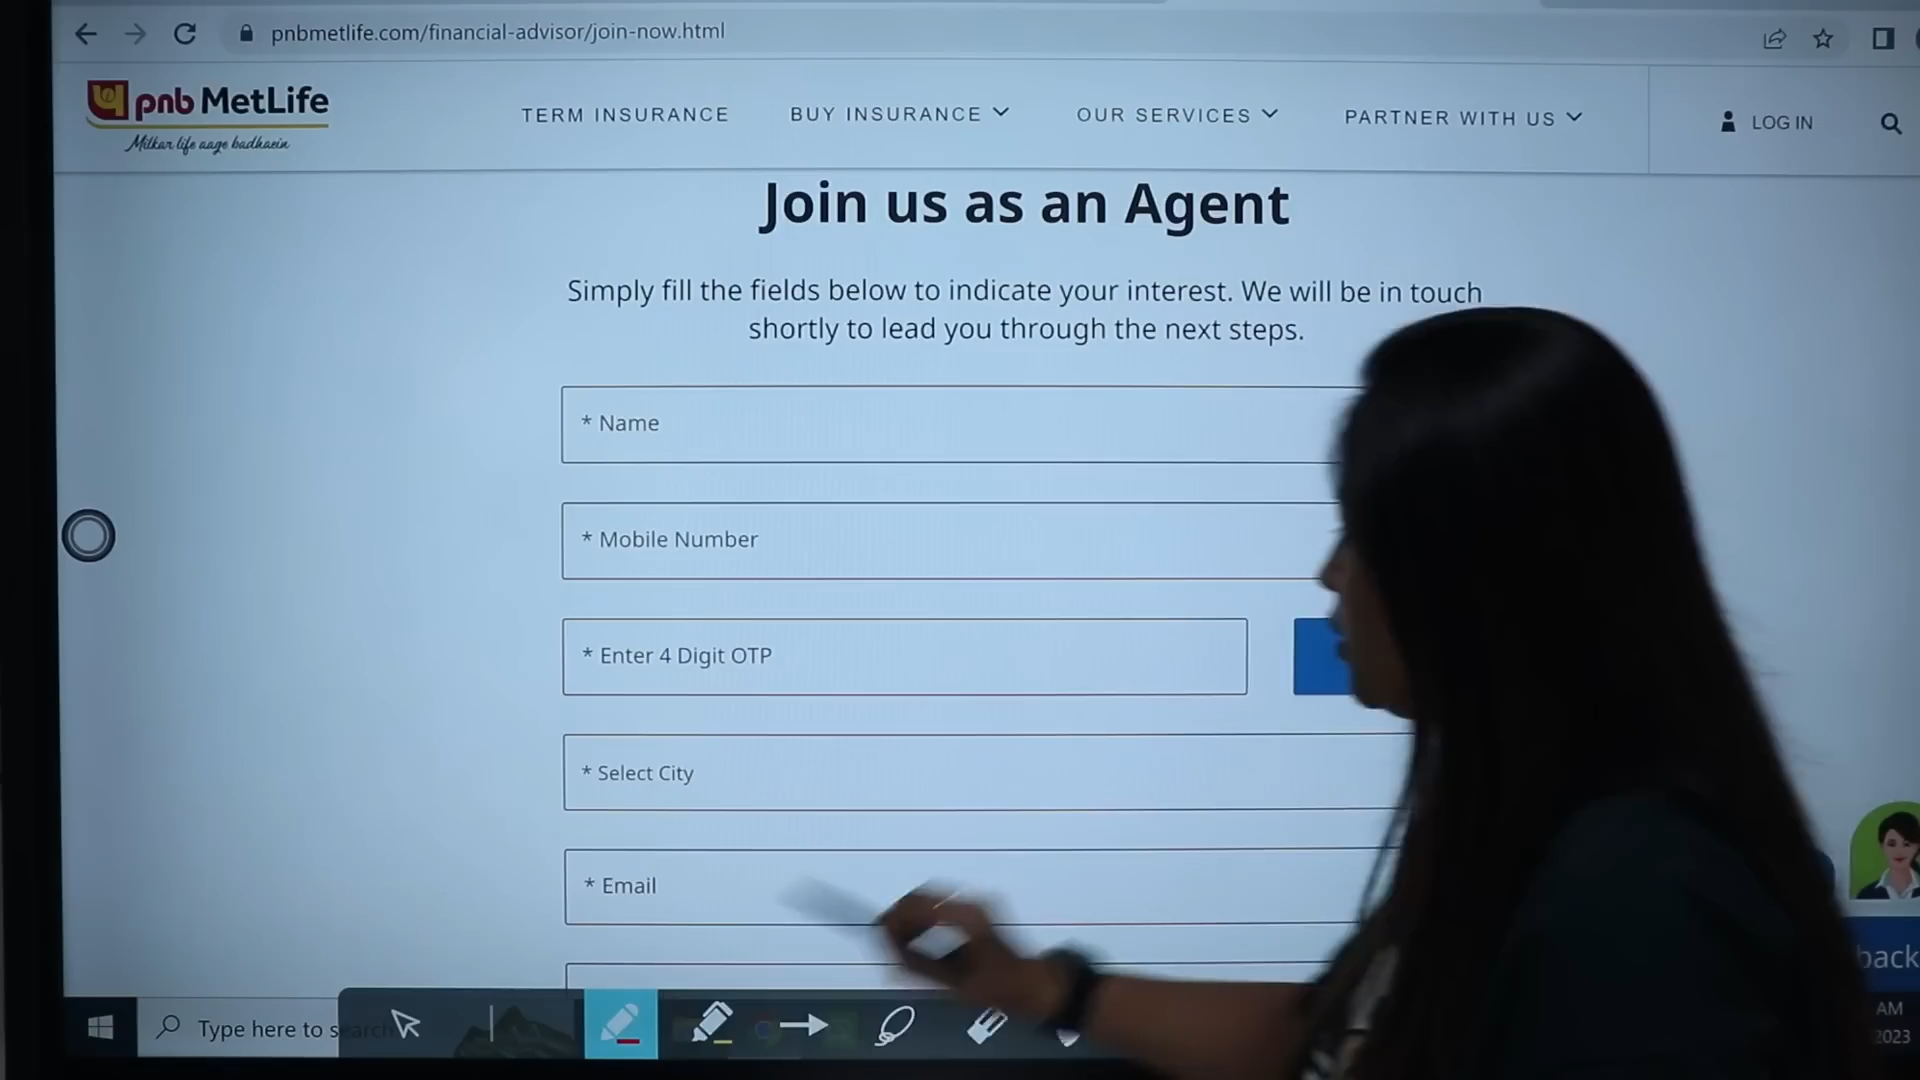 pnbmetlife.com/financial-advisor/join-now.html
pnb MetLife
Milkar life aage badhaein
TERM INSURANCE
BUY INSURANCE
OUR SERVICES
PARTNER WITH US
LOG IN
Join us as an Agent
Simply fill the fields below to indicate your interest. We will be in touch
shortly to lead you through the next steps.
* Name
* Mobile Number
* Enter 4 Digit OTP
* Select City
* Email
back
Type here to search
AM
2023